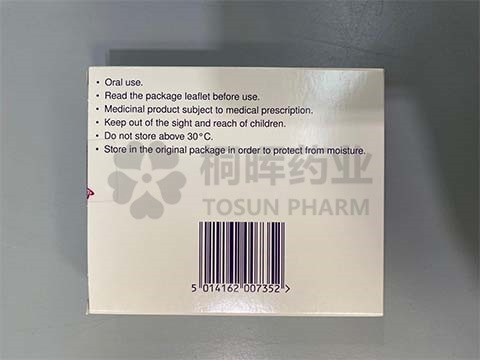 • Oral use.
• Read the package leaflet before use.
• Medicinal product subject to medical prescription.
• Keep out of the sight and reach of children.
• Do not store above 30°C.
• Store in the original package in order to protect from moisture.
桐晖药业
TOSUN PHARM
5 014162 007352 >